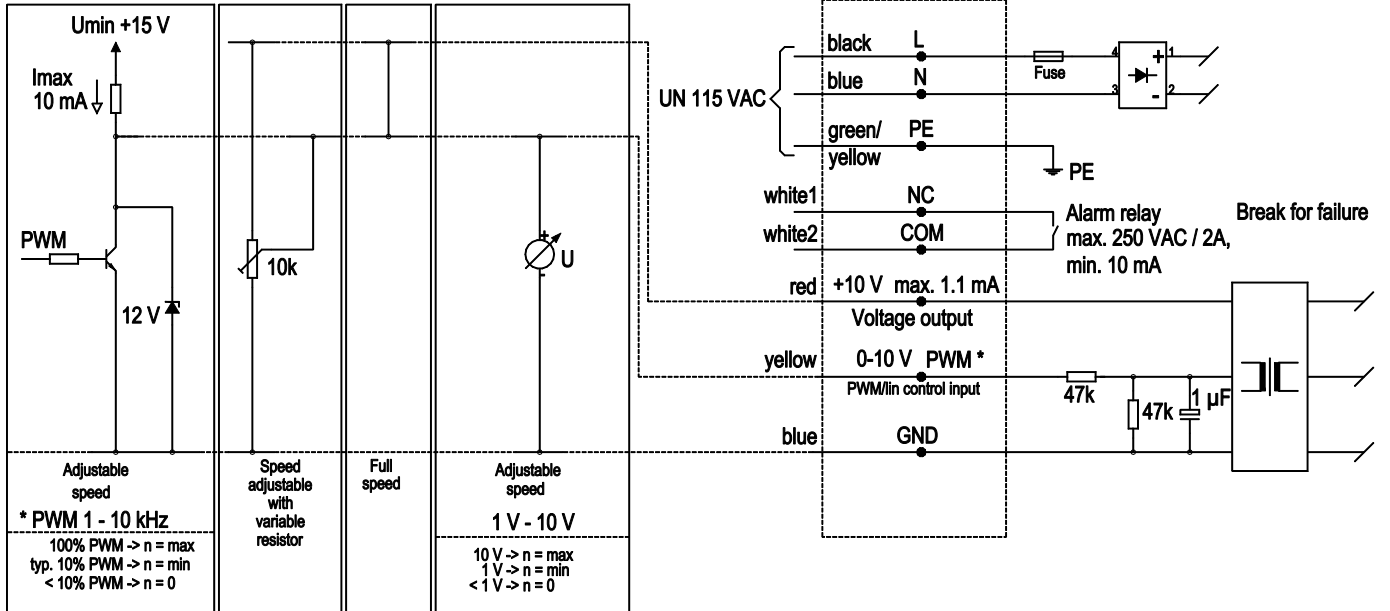 Umin +15 V
Imax
10 mA
PWM
12 V
Adjustable
speed
* PWM 1 - 10 kHz
100% PWM -> n = max
typ. 10% PWM -> n = min
< 10% PWM -> n = 0
10k
Speed
adjustable
with
variable
resistor
Full
speed
+
U
-
Adjustable
speed
1 V - 10 V
10 V -> n = max
1 V -> n = min
< 1 V -> n = 0
UN 115 VAC
black L
blue N
green/ PE
yellow
Fuse
4 + 1
3 - 2
PE
white1 NC
white2 COM
Alarm relay
max. 250 VAC / 2A,
min. 10 mA
Break for failure
red +10 V max. 1.1 mA
Voltage output
yellow 0-10 V PWM *
PWM/lin control input
47k
47k
1 µF
blue GND